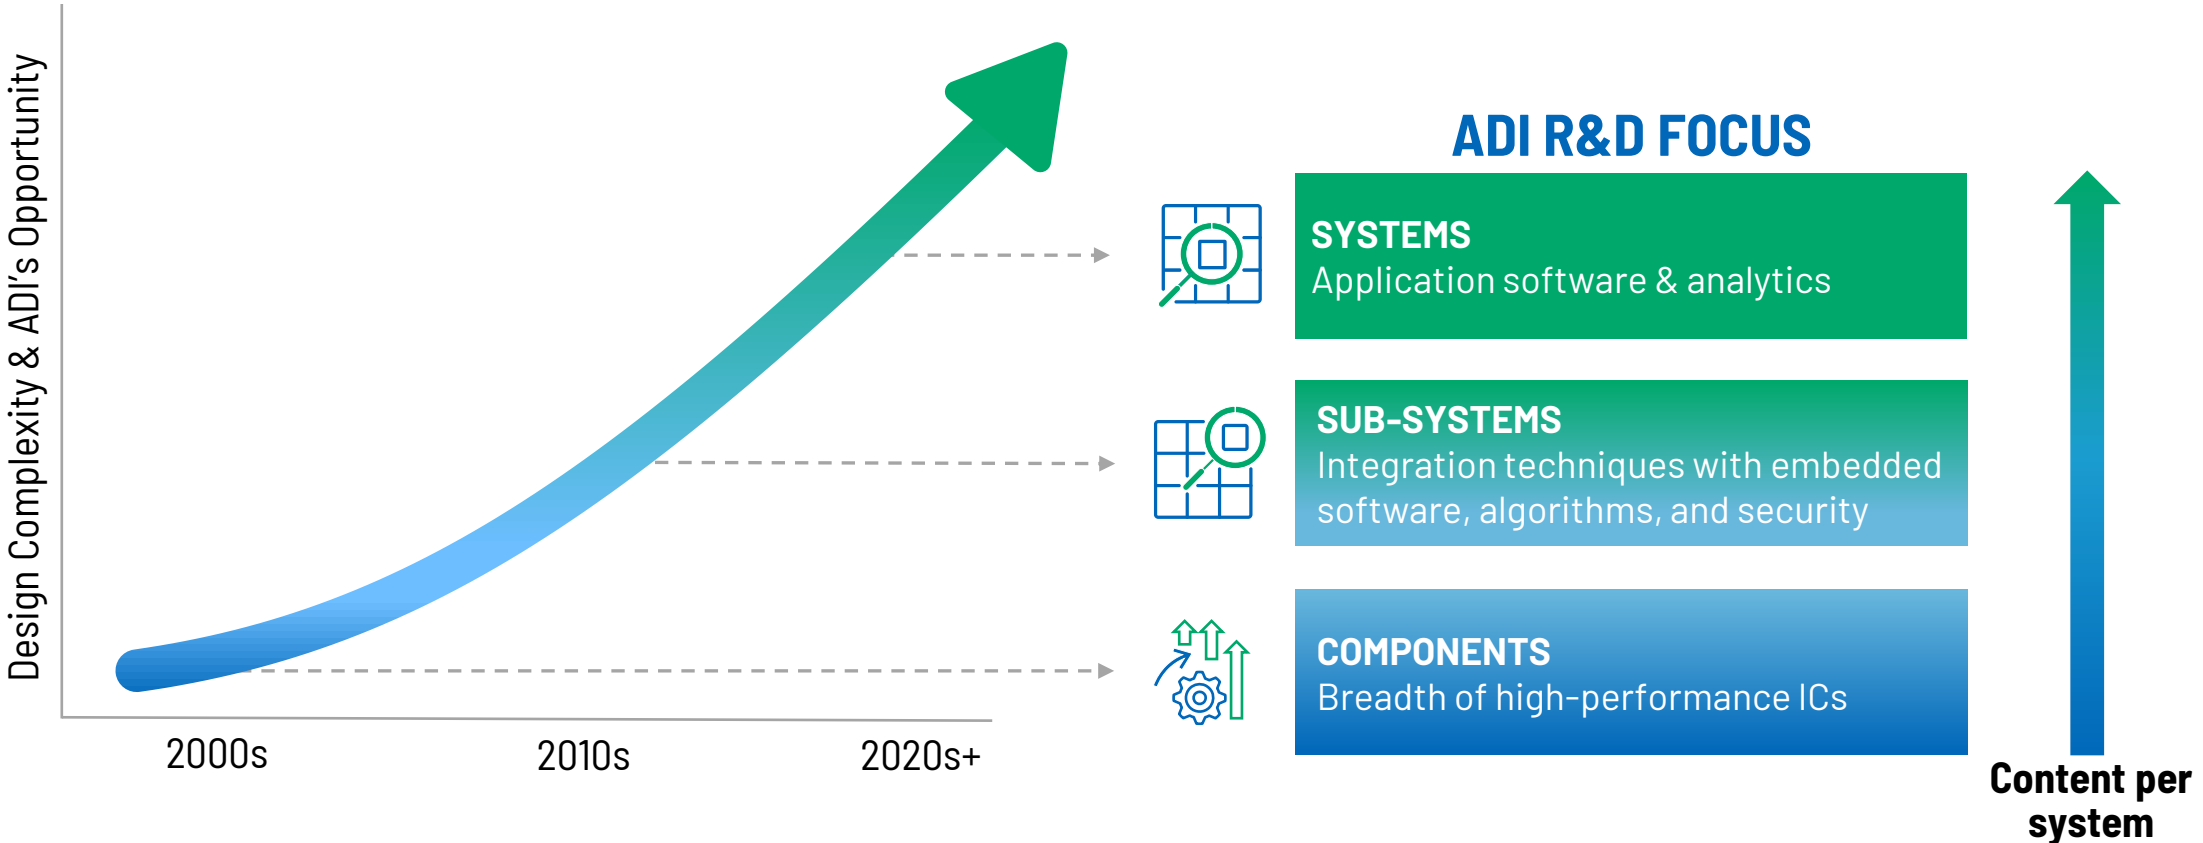 Design Complexity & ADI's Opportunity
2000s
2010s
2020s+
ADI R&D FOCUS
SYSTEMS
Application software & analytics
SUB-SYSTEMS
Integration techniques with embedded
software, algorithms, and security
COMPONENTS
Breadth of high-performance ICs
Content per
system